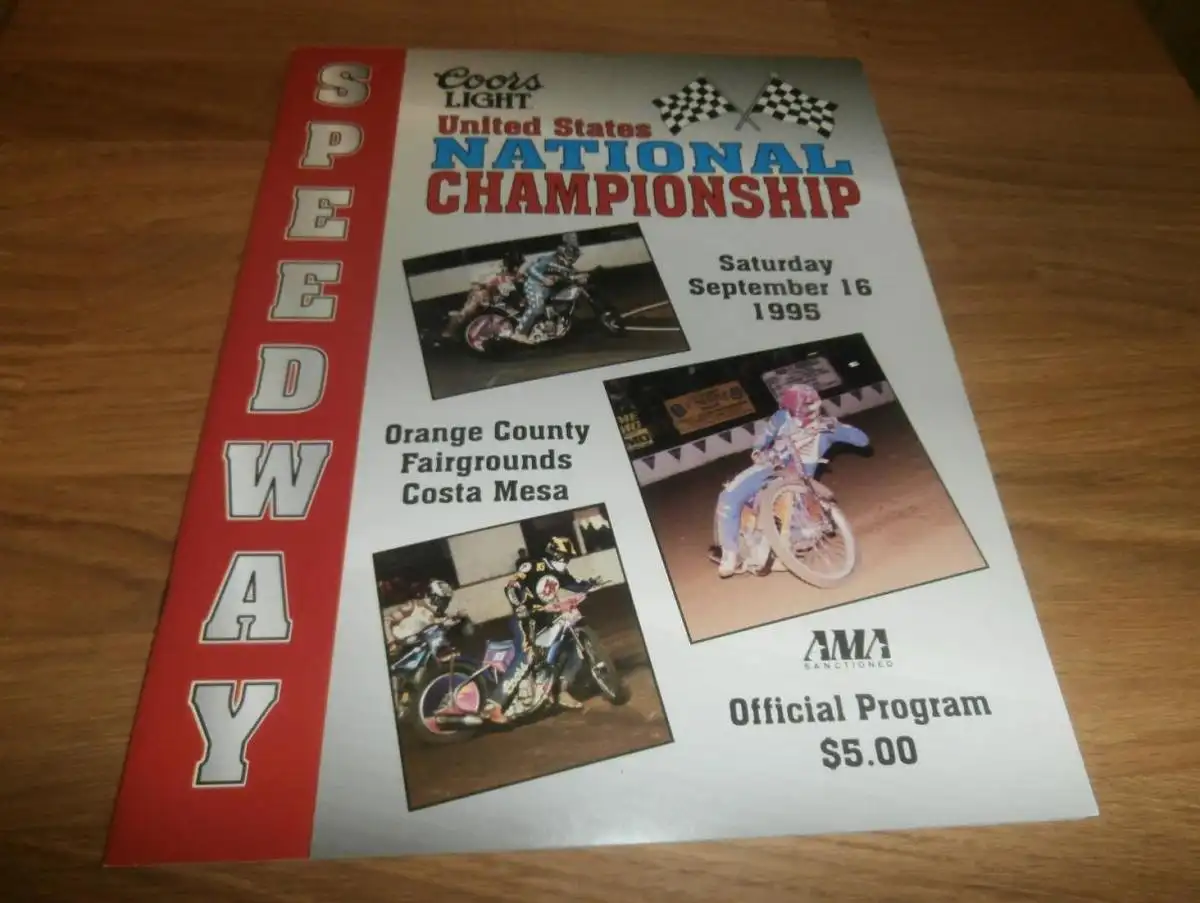 SPEEDWAY
Coors
LIGHT
United States
NATIONAL
CHAMPIONSHIP
Saturday
September 16
1995
Orange County
Fairgrounds
Costa Mesa
AMA
SANCTIONED
Official Program
$5.00